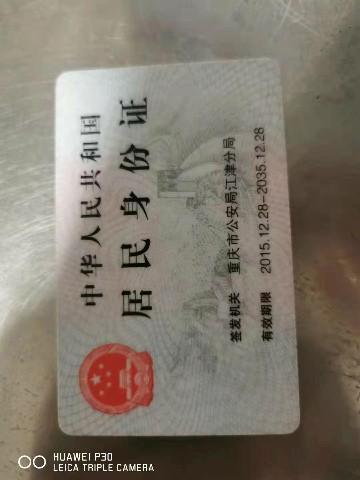 中华人民共和国
居民身份证
签发机关 重庆市公安局江津分局
有效期限 2015.12.28-2035.12.28
HUAWEI P30
LEICA TRIPLE CAMERA